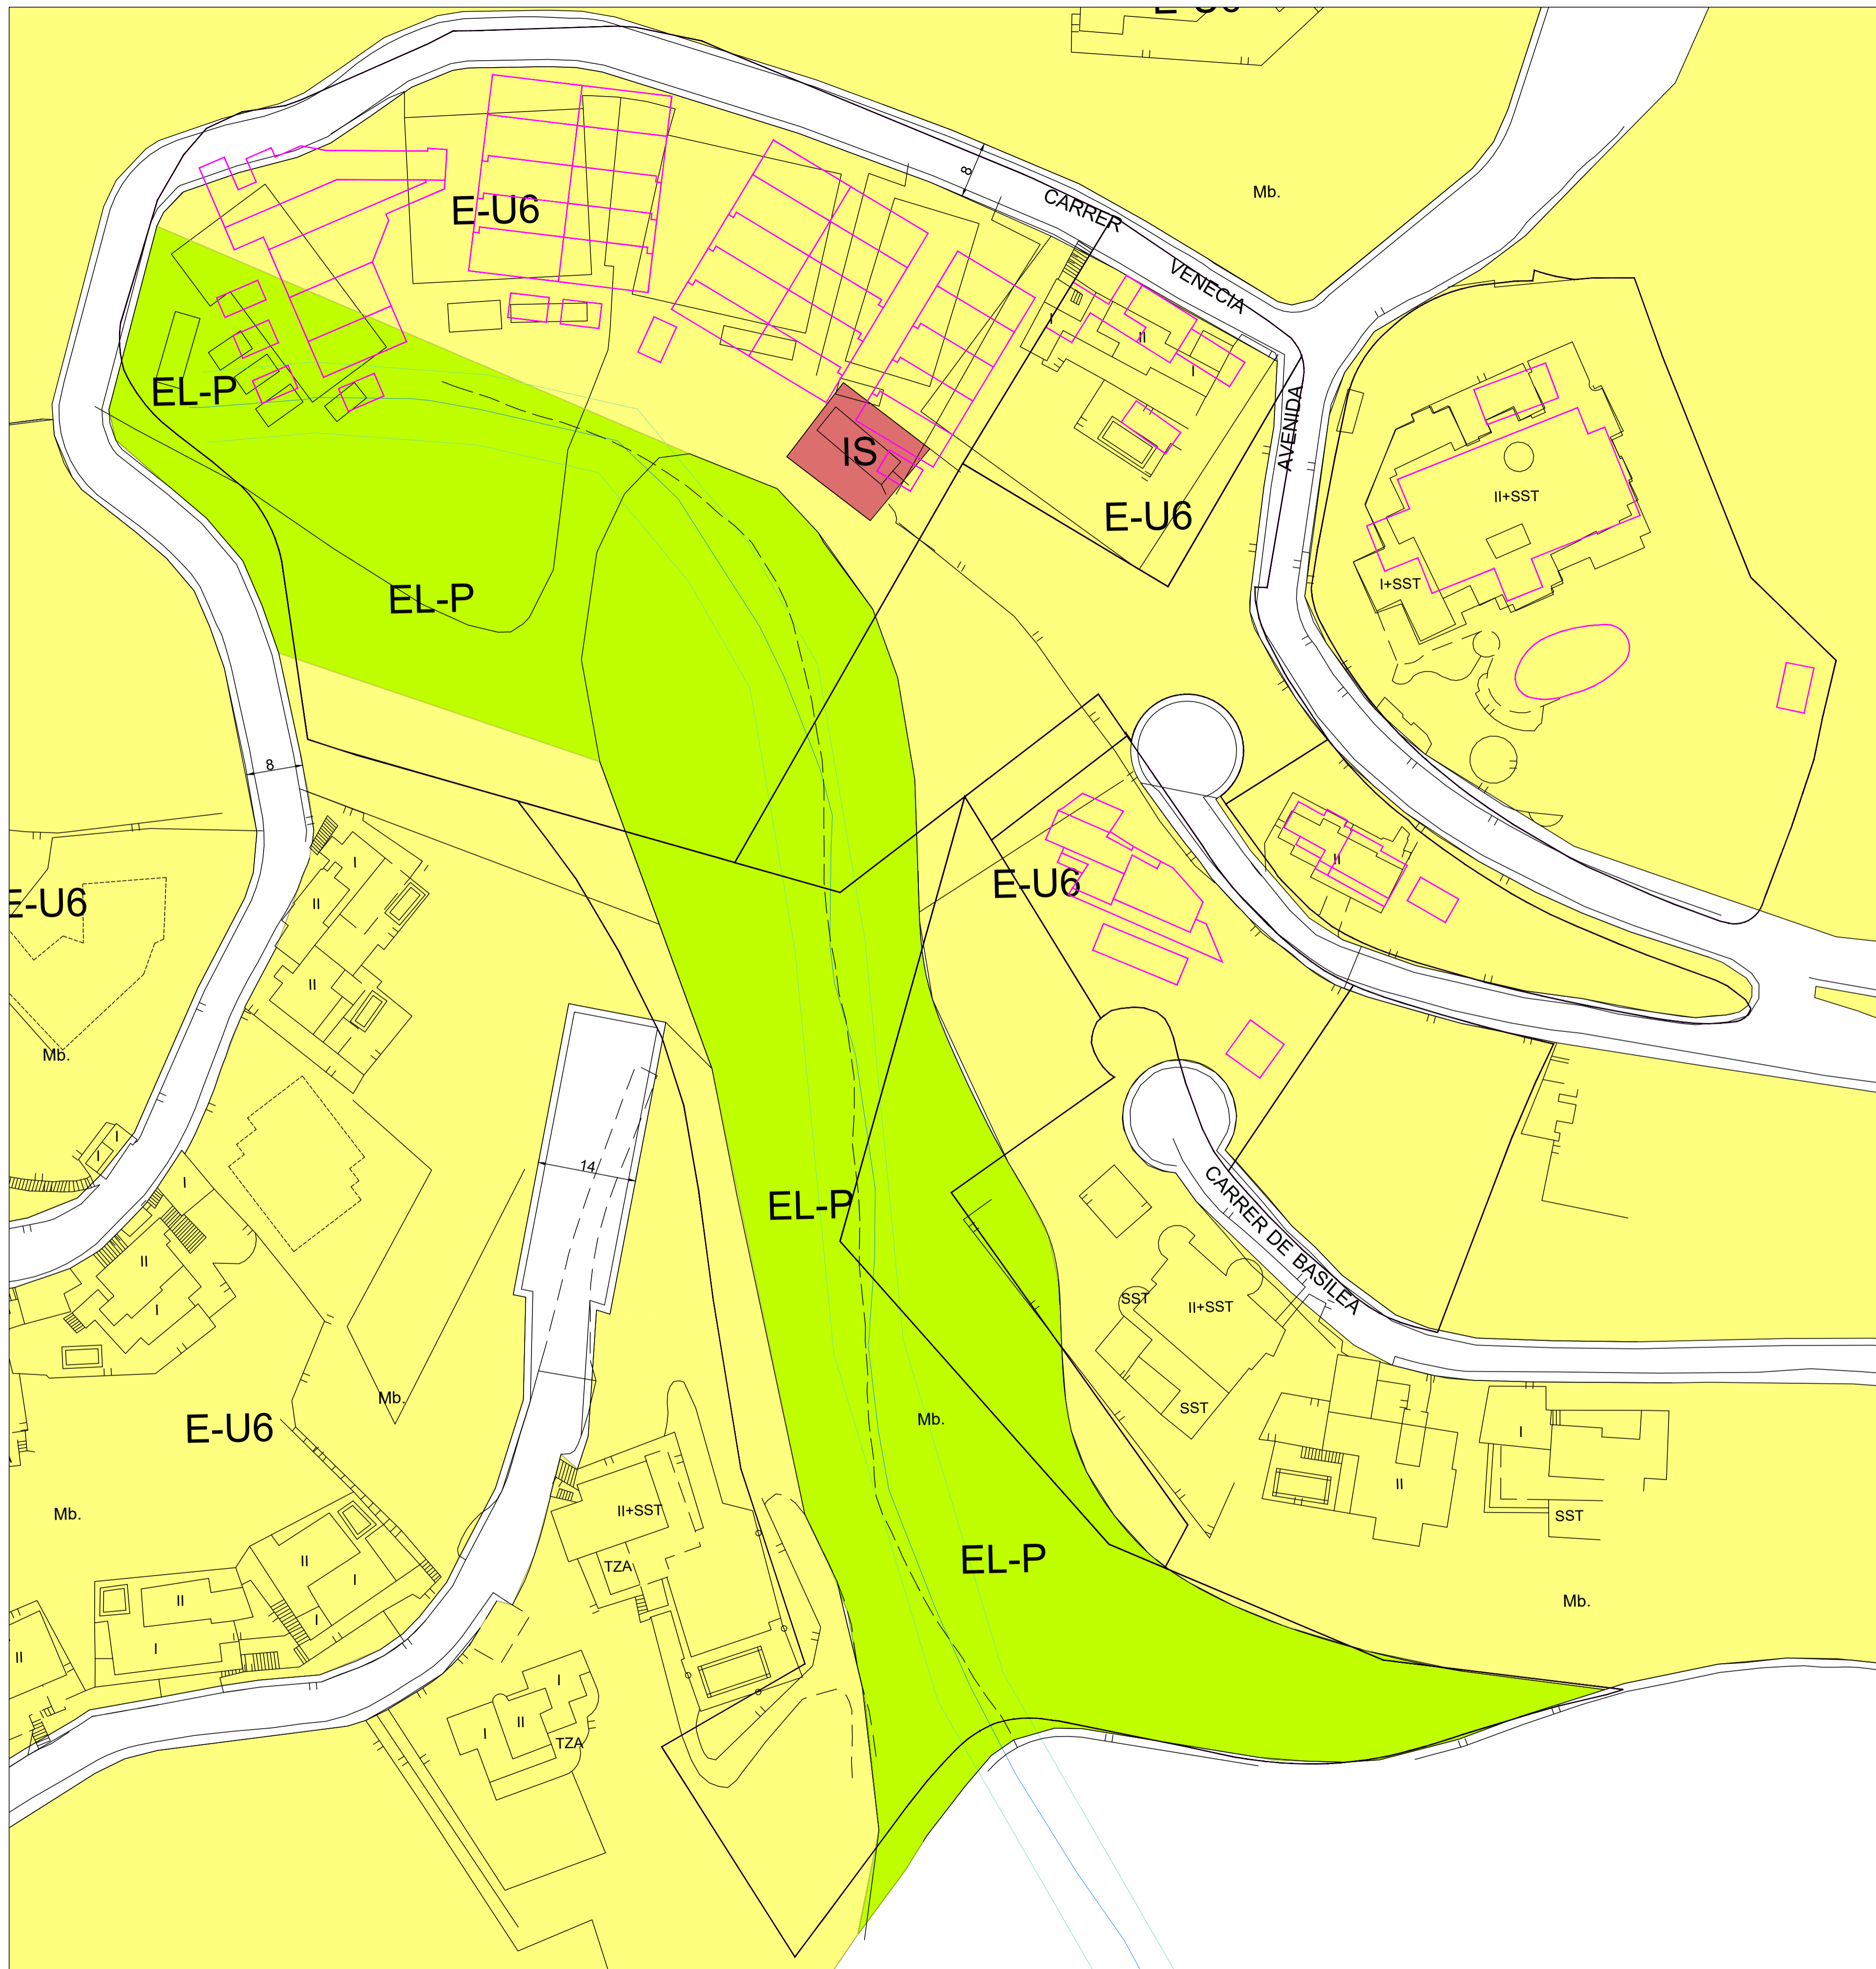 E-U6
Mb.
8
CARRER
VENECIA
E-U6
I
II
I
AVENIDA
EL-P
IS
II+SST
E-U6
I+SST
EL-P
8
I
II
II
E-U6
II
E-U6
Mb.
I
I
I
14
EL-P
CARRER DE BASILEA
II
I
SST
II+SST
Mb.
E-U6
Mb.
SST
I
II
SST
Mb.
II+SST
TZA
II
I
I
II
I
EL-P
Mb.
II
I
II
I
TZA